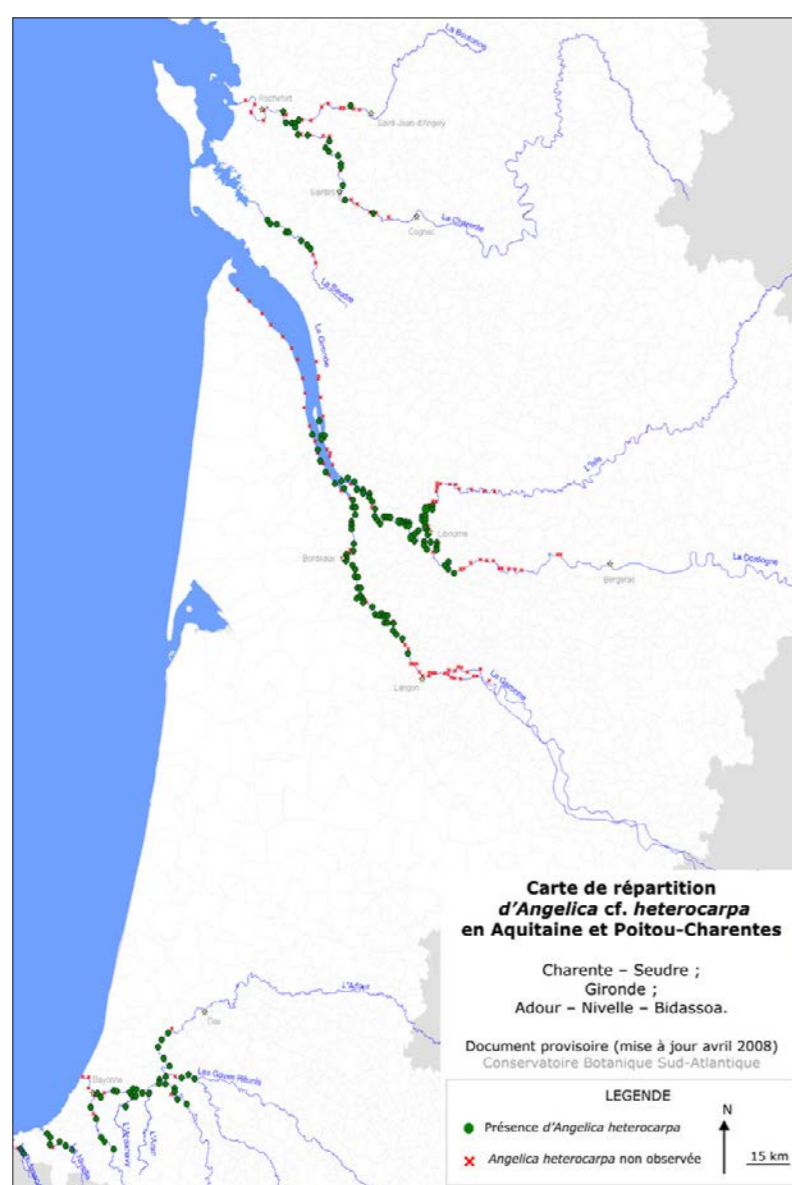 La Boutonne
Rochefort
Saint-Jean-d'Angely
Saintes
Cognac
La Charente
La Seudre
La Gironde
L'Isle
Libourne
La Dordogne
Bordeaux
Bergerac
Langon
La Garonne
Carte de répartition
d'Angelica cf. heterocarpa
en Aquitaine et Poitou-Charentes
Charente – Seudre ;
Gironde ;
Adour – Nivelle – Bidassoa.
Document provisoire (mise à jour avril 2008)
Conservatoire Botanique Sud-Atlantique
L'Adour
Dax
Les Gaves Réunis
Bayonne
Nivelle
LEGENDE
Présence d'Angelica heterocarpa
Angelica heterocarpa non observée
N
15 km